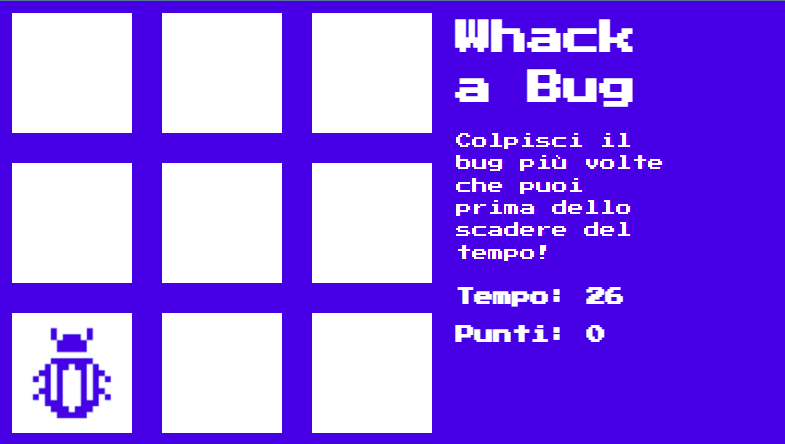 Whack
a Bug
Colpisci il
bug più volte
che puoi
prima dello
scadere del
tempo!
Tempo: 26
Punti: 0